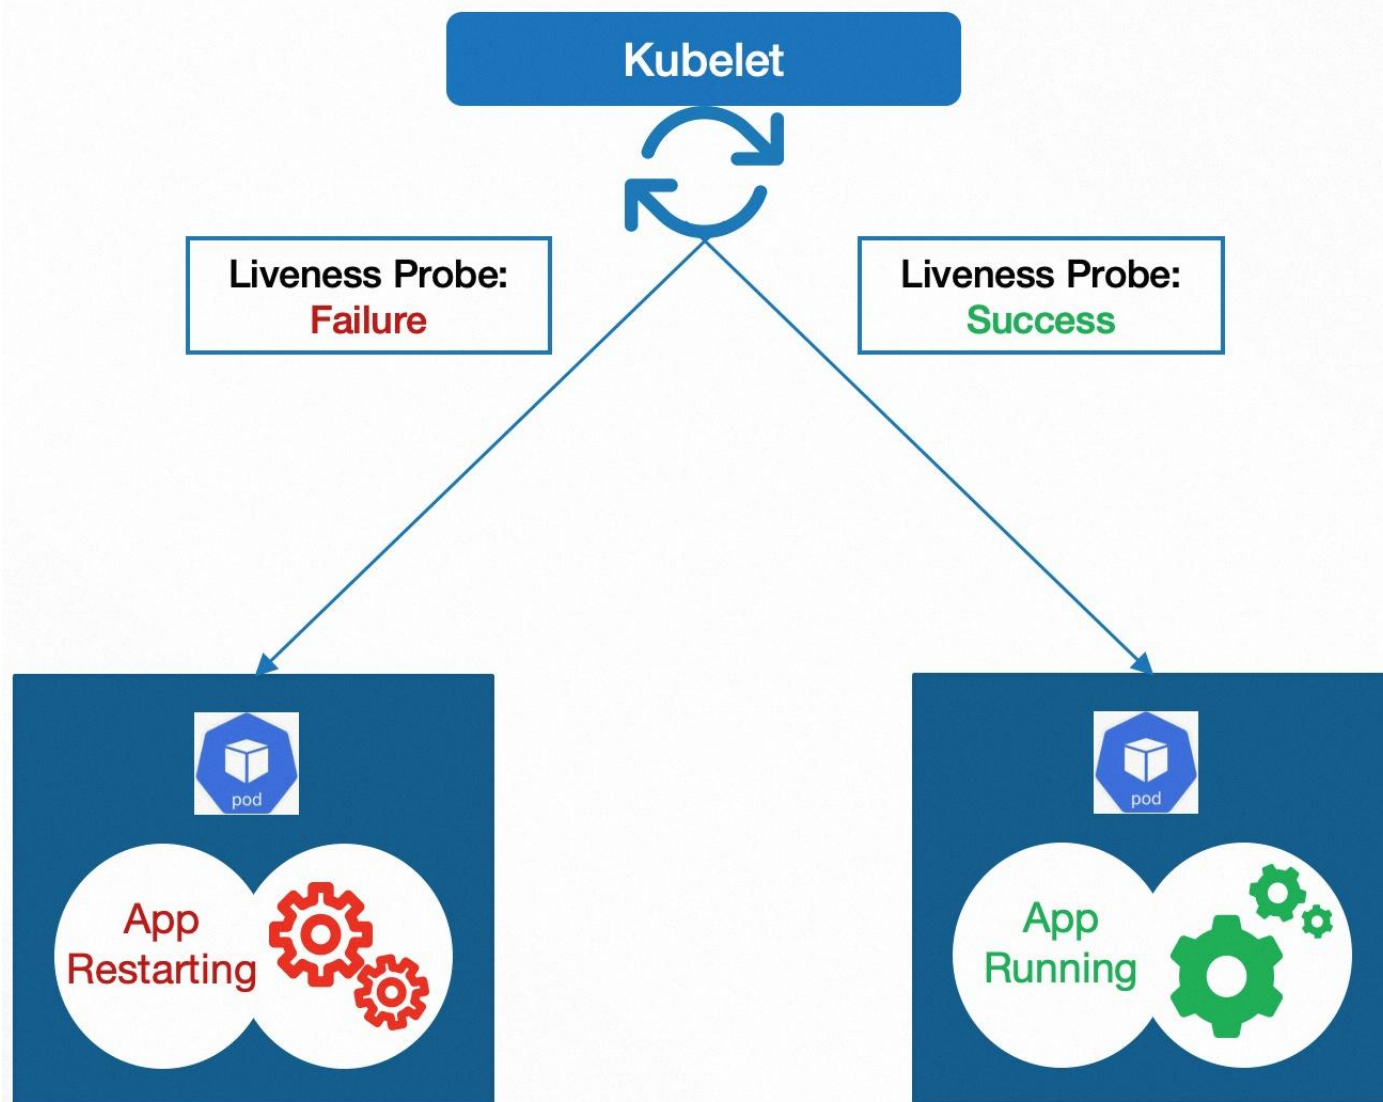 Kubelet
Liveness Probe:
Failure
Liveness Probe:
Success
pod
App
Restarting
pod
App
Running